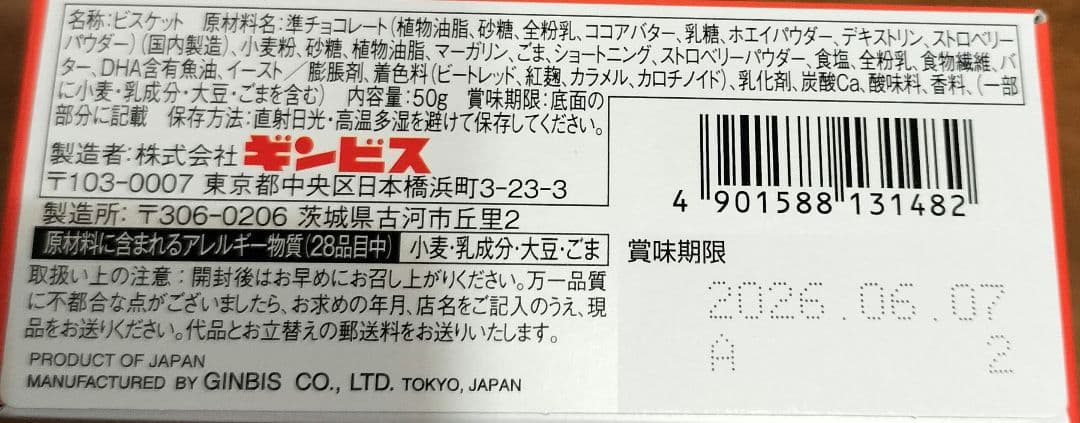 名称:ビスケット 原材料名:準チョコレート(植物油脂、砂糖、全粉乳、ココアバター、乳糖、ホエイパウダー、デキストリン、ストロベリー
パウダー)(国内製造)、小麦粉、砂糖、植物油脂、マーガリン、ごま、ショートニング、ストロベリーパウダー、食塩、全粉乳、食物繊維、バ
ター、DHA含有魚油、イースト/膨脹剤、着色料(ビートレッド、紅麹、カラメル、カロチノイド)、乳化剤、炭酸Ca、酸味料、香料、(一部
に小麦・乳成分・大豆・ごまを含む) 内容量:50g 賞味期限:底面の
部分に記載 保存方法:直射日光・高温多湿を避けて保存してください。
製造者:株式会社ギンビス
〒103-0007 東京都中央区日本橋浜町3-23-3
製造所:〒306-0206 茨城県古河市丘里2
原材料に含まれるアレルギー物質(28品目中) 小麦・乳成分・大豆・ごま
取扱い上の注意:開封後はお早めにお召し上がりください。万一品質
に不都合な点がございましたら、お求めの年月、店名をご記入のうえ、現
品をお送りください。代品とお立替えの郵送料をお送りいたします。
PRODUCT OF JAPAN
MANUFACTURED BY GINBIS CO., LTD. TOKYO, JAPAN
4 901588 131482
賞味期限
2026.06.07
A 2